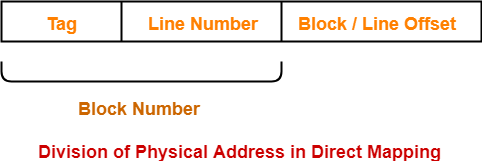 Tag Line Number Block / Line Offset
Block Number
Division of Physical Address in Direct Mapping